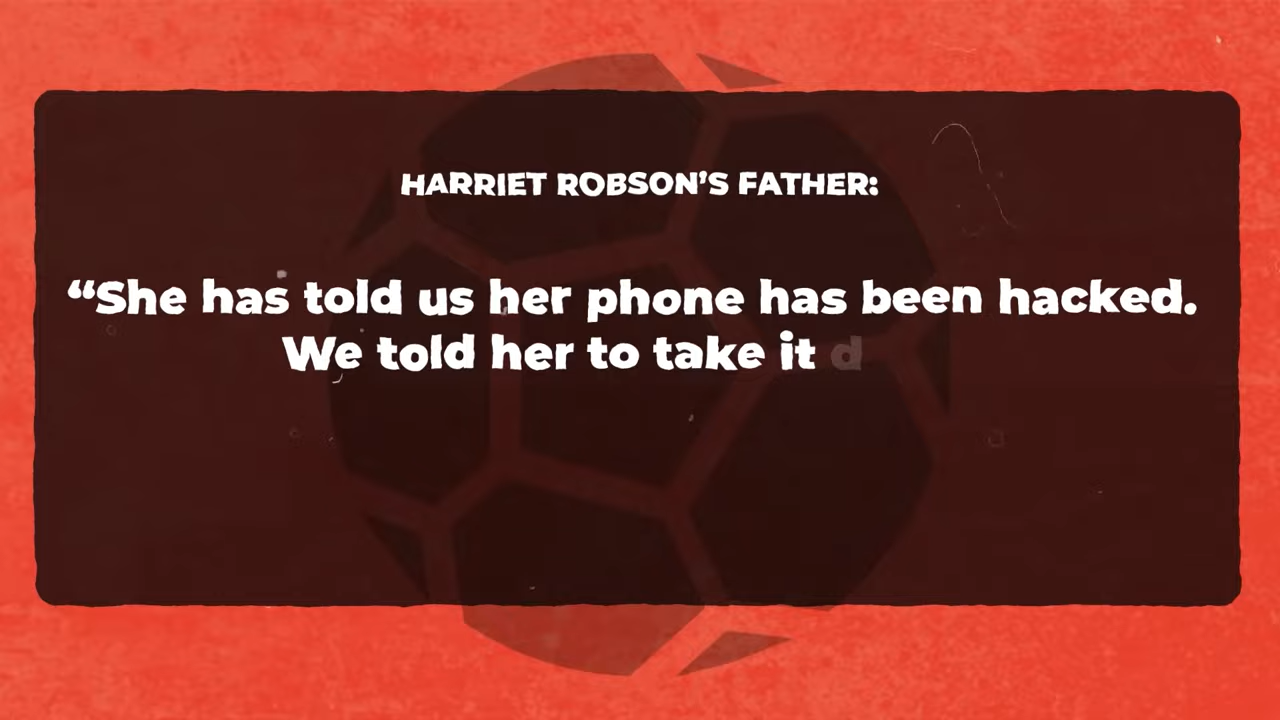 HARRIET ROBSON’S FATHER:
“She has told us her phone has been hacked.
We told her to take it d